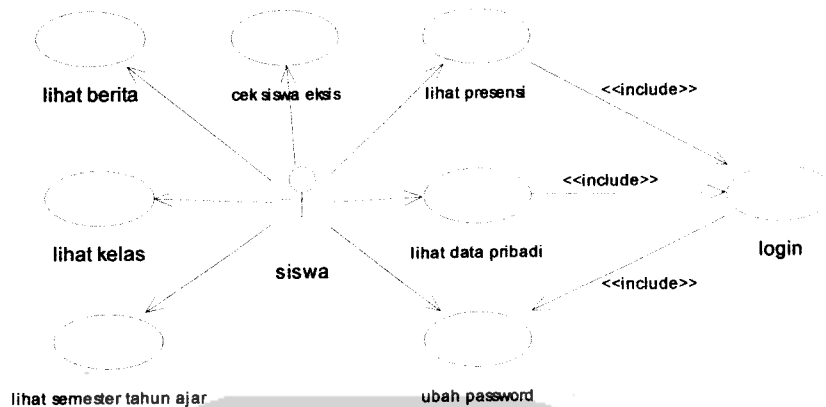 lihat berita
cek siswa eksis
lihat presensi
<<include>>
<<include>>
lihat kelas
siswa
lihat data pribadi
login
<<include>>
lihat semester tahun ajar
ubah password